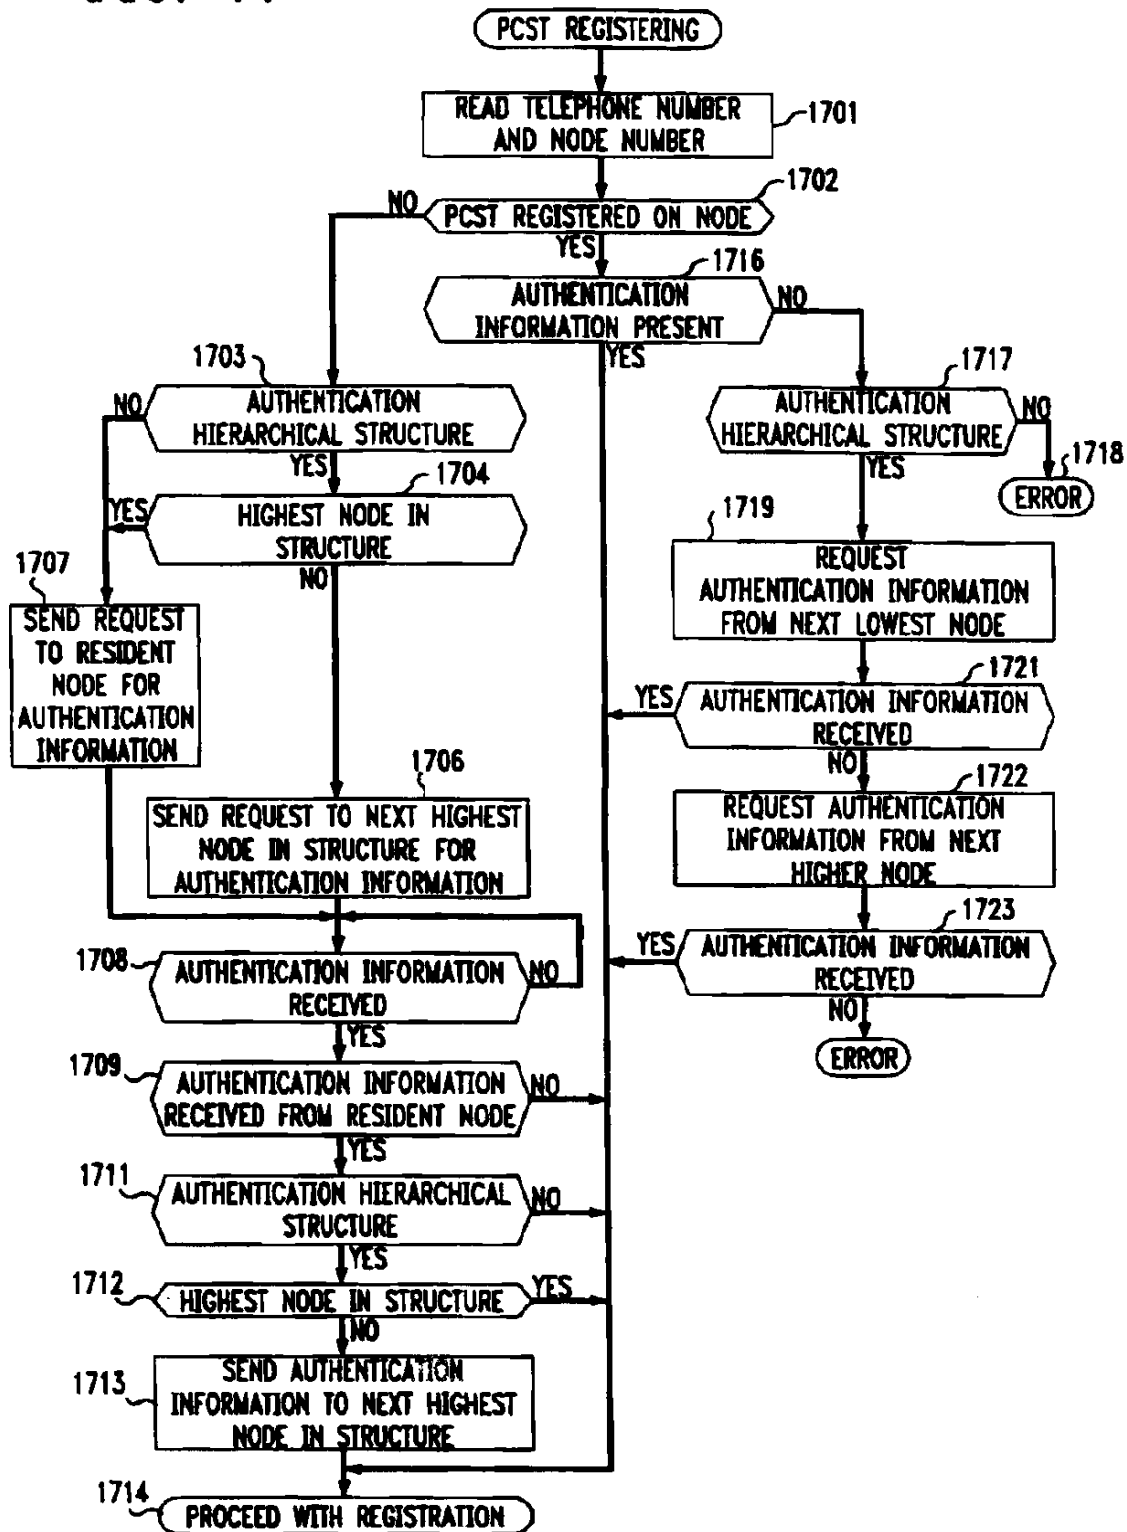 PCST REGISTERING
READ TELEPHONE NUMBER
AND NODE NUMBER
1701
1702
NO
PCST REGISTERED ON NODE
YES
1716
AUTHENTICATION
INFORMATION PRESENT
NO
YES
1703
AUTHENTICATION
HIERARCHICAL STRUCTURE
NO
YES
1704
HIGHEST NODE IN
STRUCTURE
YES
NO
1707
SEND REQUEST
TO RESIDENT
NODE FOR
AUTHENTICATION
INFORMATION
1706
SEND REQUEST TO NEXT HIGHEST
NODE IN STRUCTURE FOR
AUTHENTICATION INFORMATION
1717
AUTHENTICATION
HIERARCHICAL STRUCTURE
NO
YES
1718
ERROR
1719
REQUEST
AUTHENTICATION INFORMATION
FROM NEXT LOWEST NODE
1721
YES
AUTHENTICATION INFORMATION
RECEIVED
NO
1722
REQUEST AUTHENTICATION
INFORMATION FROM NEXT
HIGHER NODE
1723
YES
AUTHENTICATION INFORMATION
RECEIVED
NO
ERROR
1708
AUTHENTICATION INFORMATION
RECEIVED
NO
YES
1709
AUTHENTICATION INFORMATION
RECEIVED FROM RESIDENT NODE
NO
YES
1711
AUTHENTICATION HIERARCHICAL
STRUCTURE
NO
YES
1712
HIGHEST NODE IN STRUCTURE
YES
NO
1713
SEND AUTHENTICATION
INFORMATION TO NEXT HIGHEST
NODE IN STRUCTURE
1714
PROCEED WITH REGISTRATION